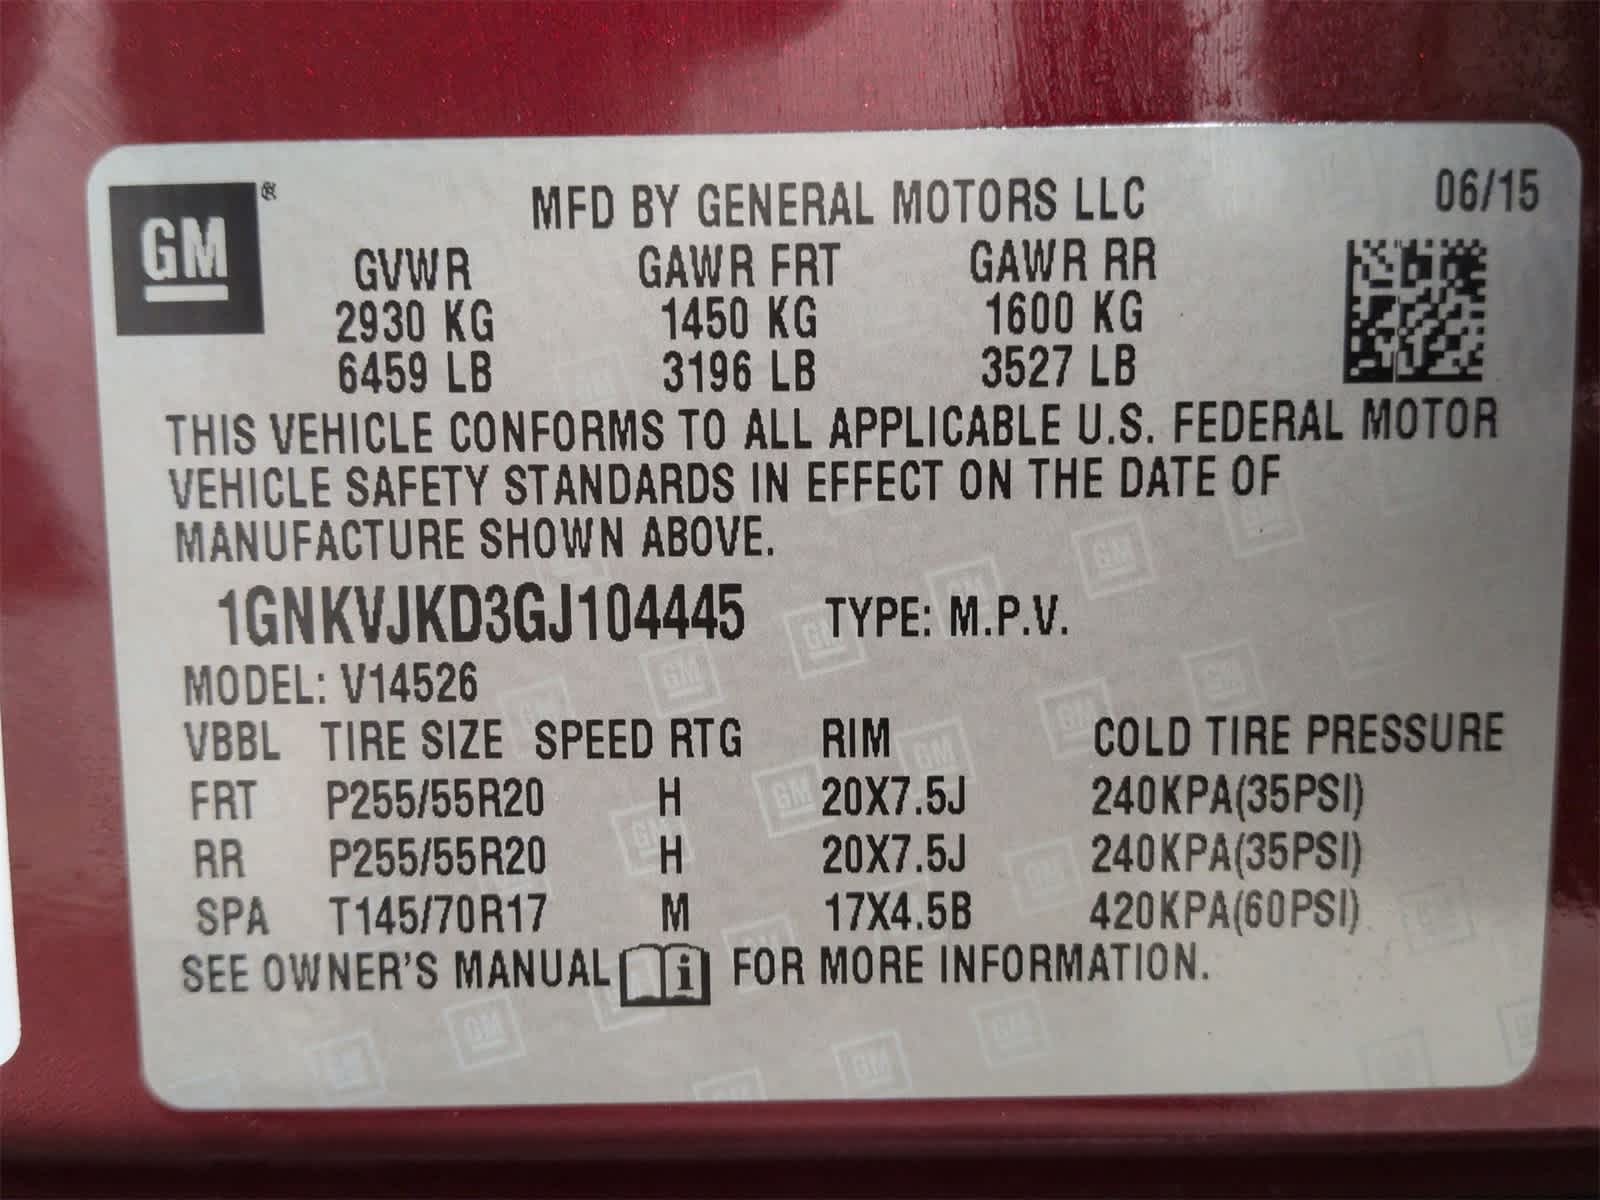 GM ® MFD BY GENERAL MOTORS LLC 06/15
GVWR GAWR FRT GAWR RR
2930 KG 1450 KG 1600 KG
6459 LB 3196 LB 3527 LB
THIS VEHICLE CONFORMS TO ALL APPLICABLE U.S. FEDERAL MOTOR
VEHICLE SAFETY STANDARDS IN EFFECT ON THE DATE OF
MANUFACTURE SHOWN ABOVE.
1GNKVJKD3GJ104445 TYPE: M.P.V.
MODEL: V14526
VBBL TIRE SIZE SPEED RTG RIM COLD TIRE PRESSURE
FRT P255/55R20 H 20X7.5J 240KPA(35PSI)
RR P255/55R20 H 20X7.5J 240KPA(35PSI)
SPA T145/70R17 M 17X4.5B 420KPA(60PSI)
SEE OWNER'S MANUAL i FOR MORE INFORMATION.